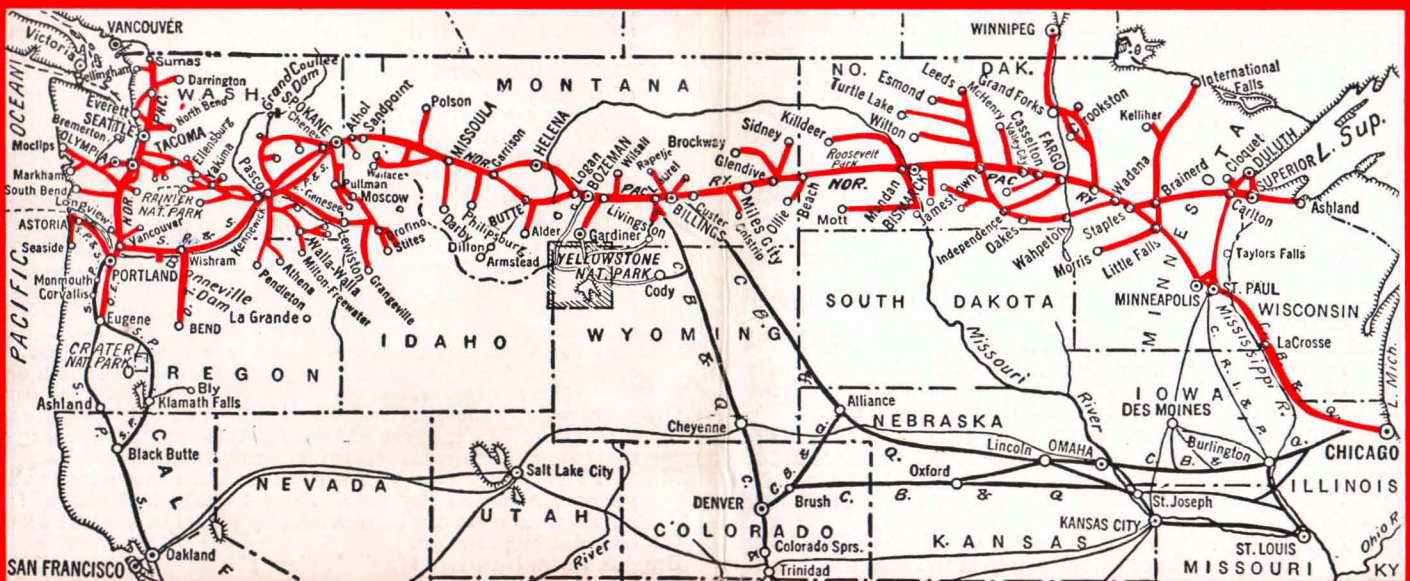 VANCOUVER
Victoria
Sumas
Bellingham
Darrington
WASH.
Everett
North Bend
SEATTLE
Bremerton
OLYMPIA
TACOMA
Moclips
Markham
South Bend
Longview
ASTORIA
Seaside
Ellensburg
Yakima
RAINIER
NAT. PARK
Grand Coulee
Dam
SPOKANE
Cheney
Athol
Sandpoint
Pasco
Kennewick
Wallace
Pullman
Moscow
Genesee
Lewiston
Orofino
Stites
Grangeville
Walla-Walla
Milton-Freewater
Athena
Pendleton
La Grande
Vancouver
PORTLAND
Wishram
Bonneville
Dam
BEND
Monmouth
Corvallis
Eugene
CRATER
NAT. PARK
OREGON
Bly
Klamath Falls
Ashland
Black Butte
CALIF
Oakland
SAN FRANCISCO
PACIFIC
OCEAN
MONTANA
Polson
MISSOULA
NOR.
Garrison
HELENA
Logan
BOZEMAN
Wilsall
PAC.
Rapelje
Laurel
RY.
Brockway
Sidney
Glendive
Darby
Philipsburg
BUTTE
Dillon
Armstead
Alder
Livingston
Gardiner
BILLINGS
Custer
Colstrip
Miles City
Ollie
Beach
YELLOWSTONE
NAT. PARK
Cody
IDAHO
WYOMING
NEVADA
Salt Lake City
UTAH
River
Cheyenne
C. B. & Q.
DENVER
Brush
COLORADO
Colorado Sprs.
Trinidad
NO. DAK.
WINNIPEG
Killdeer
Roosevelt
Park
Turtle Lake
Esmond
Wilton
Leeds
McHenry
Grand Forks
Casselton
Valley City
FARGO
Crookston
NOR.
PAC.
RY.
Mott
Mandan
BISMARCK
Jamestown
Independence
Oakes
Wahpeton
SOUTH DAKOTA
Missouri
River
MINNESOTA
International
Falls
Kelliher
Wadena
Brainerd
Cloquet
DULUTH
SUPERIOR
L. Sup.
Staples
Morris
Little Falls
Carlton
Ashland
Taylors Falls
MINNEAPOLIS
ST. PAUL
WISCONSIN
Mississippi R.
LaCrosse
C. B. & Q.
C. R. I. & P.
L. Mich.
IOWA
DES MOINES
Burlington
CHICAGO
ILLINOIS
Alliance
NEBRASKA
Lincoln
OMAHA
Oxford
C. B. & Q.
St. Joseph
KANSAS CITY
KANSAS
ST. LOUIS
MISSOURI
Ohio R.
KY